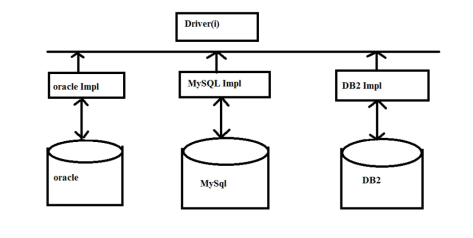 Driver(i)
oracle Impl
MySQL Impl
DB2 Impl
oracle
MySql
DB2